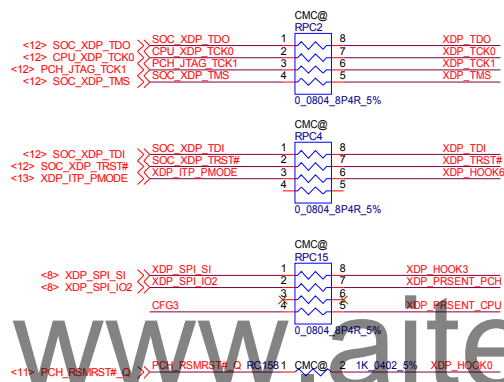 CMC@
RPC2
<12> SOC_XDP_TDO SOC_XDP_TDO 1 8 XDP_TDO
<12> CPU_XDP_TCK0 CPU_XDP_TCK0 2 7 XDP_TCK0
<12> PCH_JTAG_TCK1 PCH_JTAG_TCK1 3 6 XDP_TCK1
<12> SOC_XDP_TMS SOC_XDP_TMS 4 5 XDP_TMS
0_0804_8P4R_5%
CMC@
RPC4
<12> SOC_XDP_TDI SOC_XDP_TDI 1 8 XDP_TDI
<12> SOC_XDP_TRST# SOC_XDP_TRST# 2 7 XDP_TRST#
<13> XDP_ITP_PMODE XDP_ITP_PMODE 3 6 XDP_HOOK6
4 5
0_0804_8P4R_5%
CMC@
RPC15
<8> XDP_SPI_SI XDP_SPI_SI 1 8 XDP_HOOK3
<8> XDP_SPI_IO2 XDP_SPI_IO2 2 7 XDP_PRSENT_PCH
3 6
CFG3 4 5 XDP_PRSENT_CPU
0_0804_8P4R_5%
www.aite
<11> PCH_RSMRST#_Q PCH_RSMRST#_Q RC158 1 CMC@ 2 1K_0402_5% XDP_HOOK0